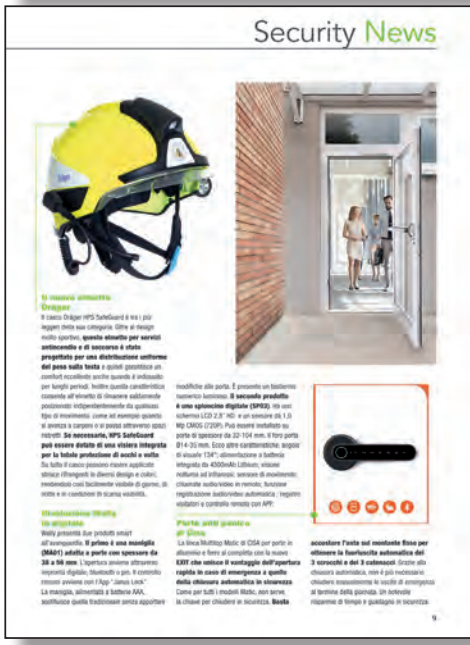 Security News
Il nuovo elmetto
Dräger
Il casco Dräger HPS SafeGuard è tra i più
leggeri della sua categoria. Oltre al design
molto sportivo, questo elmetto per servizi
antincendio e di soccorso è stato
progettato per una distribuzione uniforme
del peso sulla testa e quindi garantisce un
comfort eccellente anche quando è indossato
per lunghi periodi. Inoltre questa caratteristica
consente all'elmetto di rimanere saldamente
posizionato indipendentemente da qualsiasi
tipo di movimento, come ad esempio quando
si avanza a carponi o si passa attraverso spazi
ristretti. Se necessario, HPS SafeGuard
può essere dotato di una visiera integrata
per la totale protezione di occhi e volto.
Su tutto il casco possono essere applicate
strisce rifrangenti in diversi design e colori,
rendendolo così facilmente visibile di giorno, di
notte e in condizioni di scarsa visibilità.
Rivoluzione Welly
in digitale
Welly presenta due prodotti smart
all'avanguardia. Il primo è una maniglia
(MA01) adatta a porte con spessore da
38 a 56 mm. L'apertura avviene attraverso
impronta digitale, bluetooth o pin. Il controllo
remoto avviene con l'App "Janus Lock".
La maniglia, alimentata a batterie AAA,
sostituisce quella tradizionale senza apportare
modifiche alla porta. È presente un tastierino
numerico luminoso. Il secondo prodotto
è uno spioncino digitale (SP03). Ha uno
schermo LCD 2.8" HD e un sensore da 1.0
Mp CMOS (720P). Può essere installato su
porta di spessore da 32-104 mm. Il foro porta
Ø14-30 mm. Ecco altre caratteristiche: angolo
di visuale 134°; alimentazione a batteria
integrata da 4000mAh Lithium; visione
notturna ad infrarossi; sensore di movimento;
chiamate audio/video in remoto; funzione
registrazione audio/video automatica; registro
visitatori e controllo remoto con APP.
Porte anti panico
di Cisa
La linea Multitop Matic di CISA per porte in
alluminio e ferro si completa con la nuova
EXIT che unisce il vantaggio dell'apertura
rapida in caso di emergenza a quello
della chiusura automatica in sicurezza.
Come per tutti i modelli Matic, non serve
la chiave per chiudere in sicurezza. Basta
accostare l'anta sul montante fisso per
ottenere la fuoriuscita automatica dei
3 scrocchi e dei 3 catenacci. Grazie alla
chiusura automatica, non è più necessario
chiudere manualmente le uscite di emergenza
al termine della giornata. Un notevole
risparmio di tempo e guadagno in sicurezza.
9